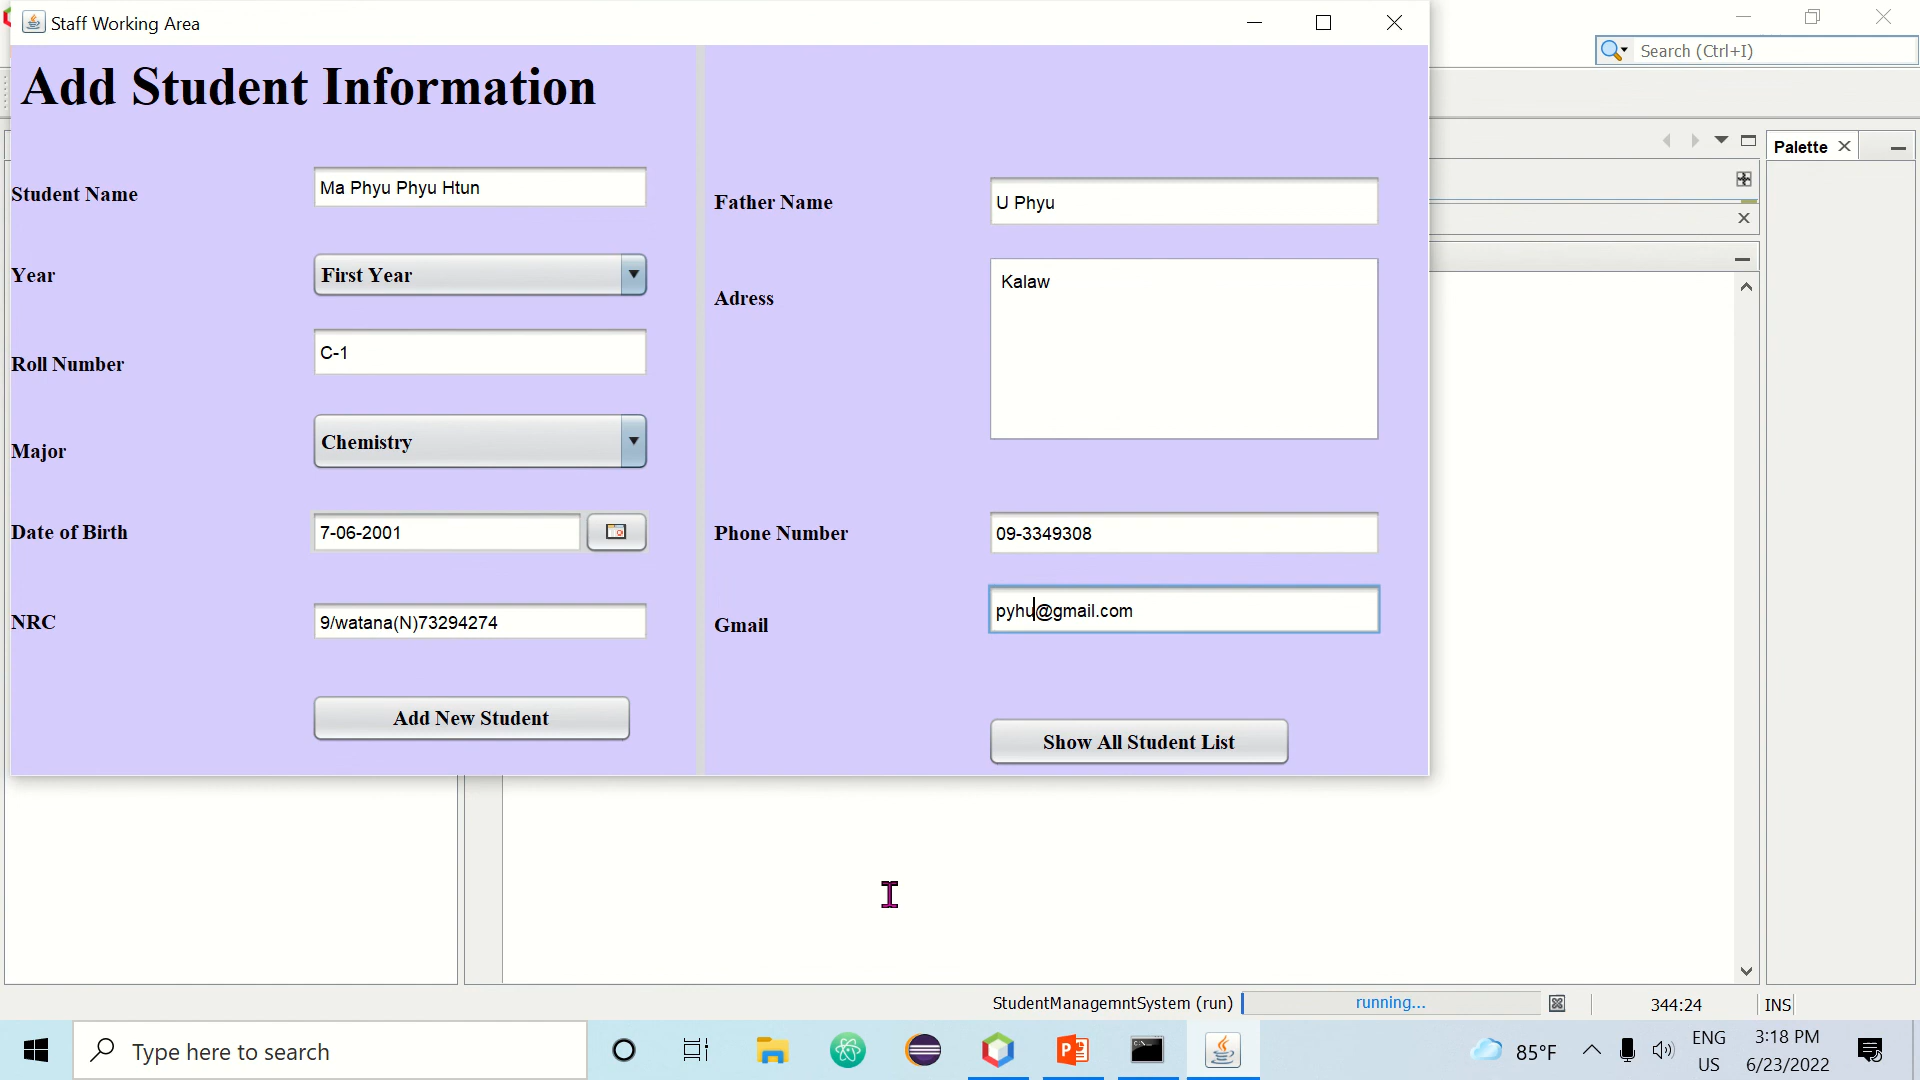 Staff Working Area
Search (Ctrl+I)
Add Student Information
Palette
Student Name
Ma Phyu Phyu Htun
Father Name
U Phyu
Year
First Year
Adress
Kalaw
Roll Number
C-1
Major
Chemistry
Date of Birth
7-06-2001
Phone Number
09-3349308
NRC
9/watana(N)73294274
Gmail
pyhu@gmail.com
Add New Student
Show All Student List
StudentManagemntSystem (run)
running...
344:24
INS
Type here to search
85°F
ENG
US
3:18 PM
6/23/2022